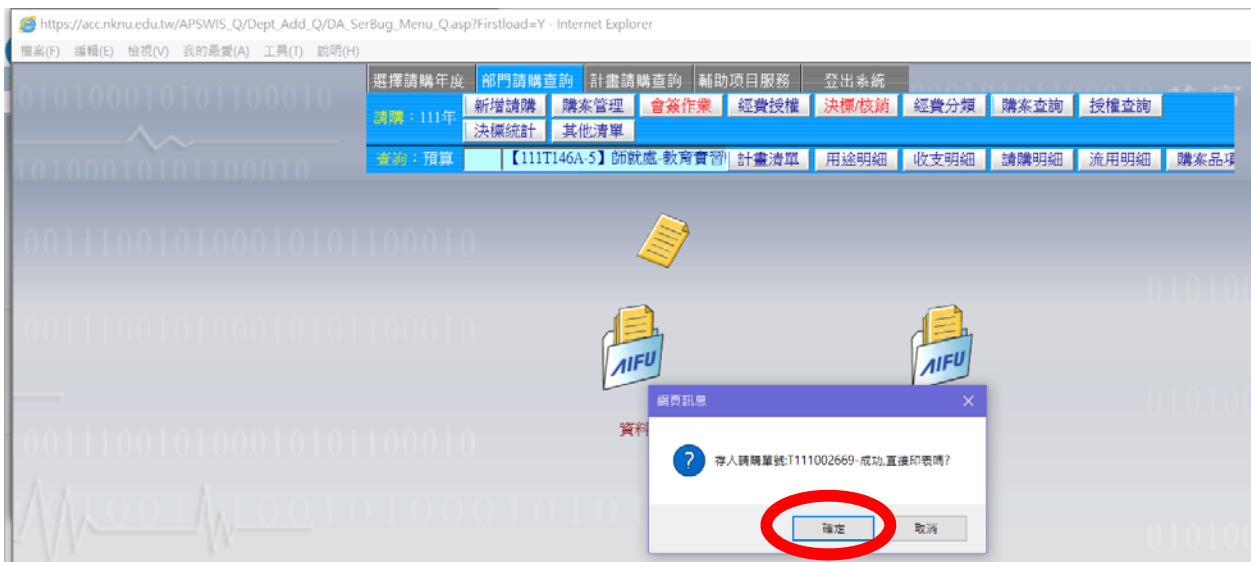 https://acc.nknu.edu.tw/APSWIS_Q/Dept_Add_Q/DA_SerBug_Menu_Q.asp?Firstload=Y - Internet Explorer
檔案(F) 編輯(E) 檢視(V) 我的最愛(A) 工具(T) 說明(H)
選擇請購年度 部門請購查詢 計畫請購查詢 輔助項目服務 登出系統
請購：111年 新增請購 購案管理 會簽作業 經費授權 決標/核銷 經費分類 購案查詢 授權查詢
決標統計 其他清單
查詢：預算 【111T146A-5】師就處-教育實習 計畫清單 用途明細 收支明細 請購明細 流用明細 購案品項
AIFU AIFU
資料
網頁訊息
存入請購單號:T111002669-成功,直接印表嗎?
確定 取消